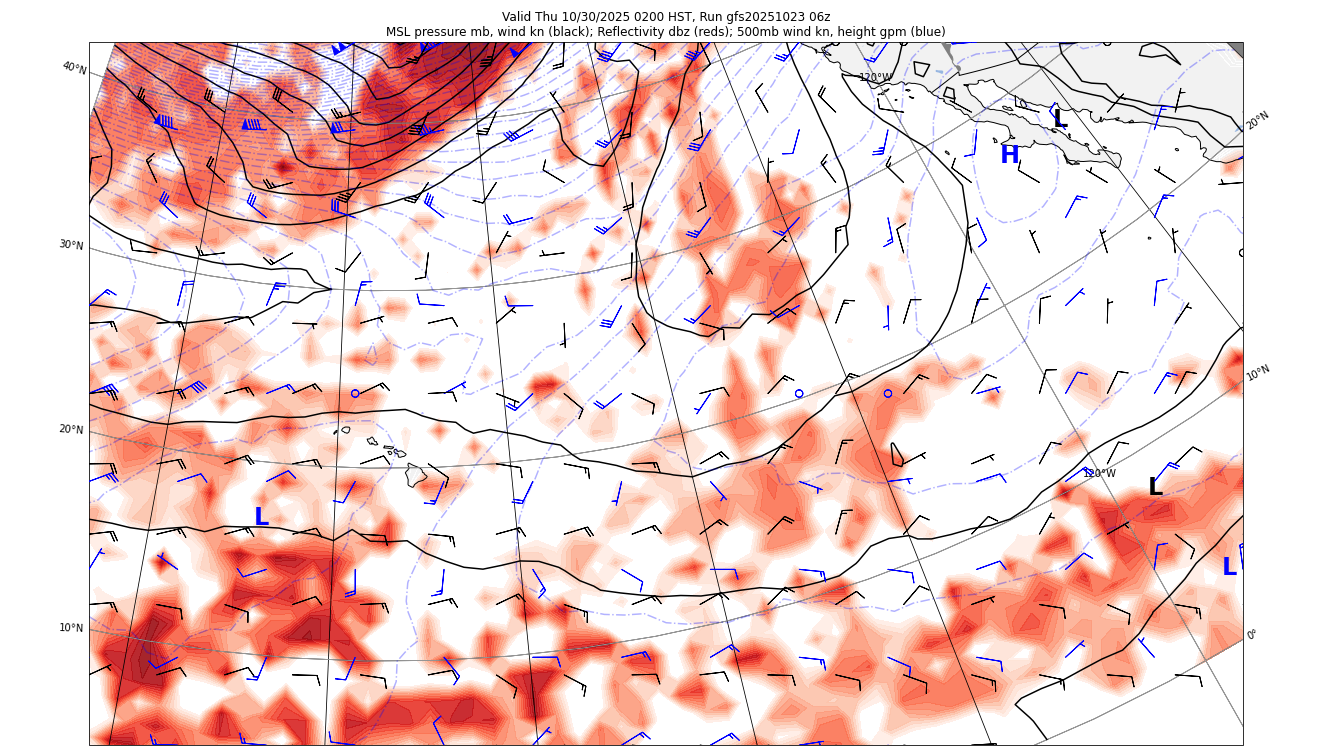 Valid Thu 10/30/2025 0200 HST, Run gfs20251023 06z
MSL pressure mb, wind kn (black); Reflectivity dbz (reds); 500mb wind kn, height gpm (blue)
40°N
120°W
20°N
L
H
30°N
10°N
20°N
120°W
L
L
L
10°N
0°